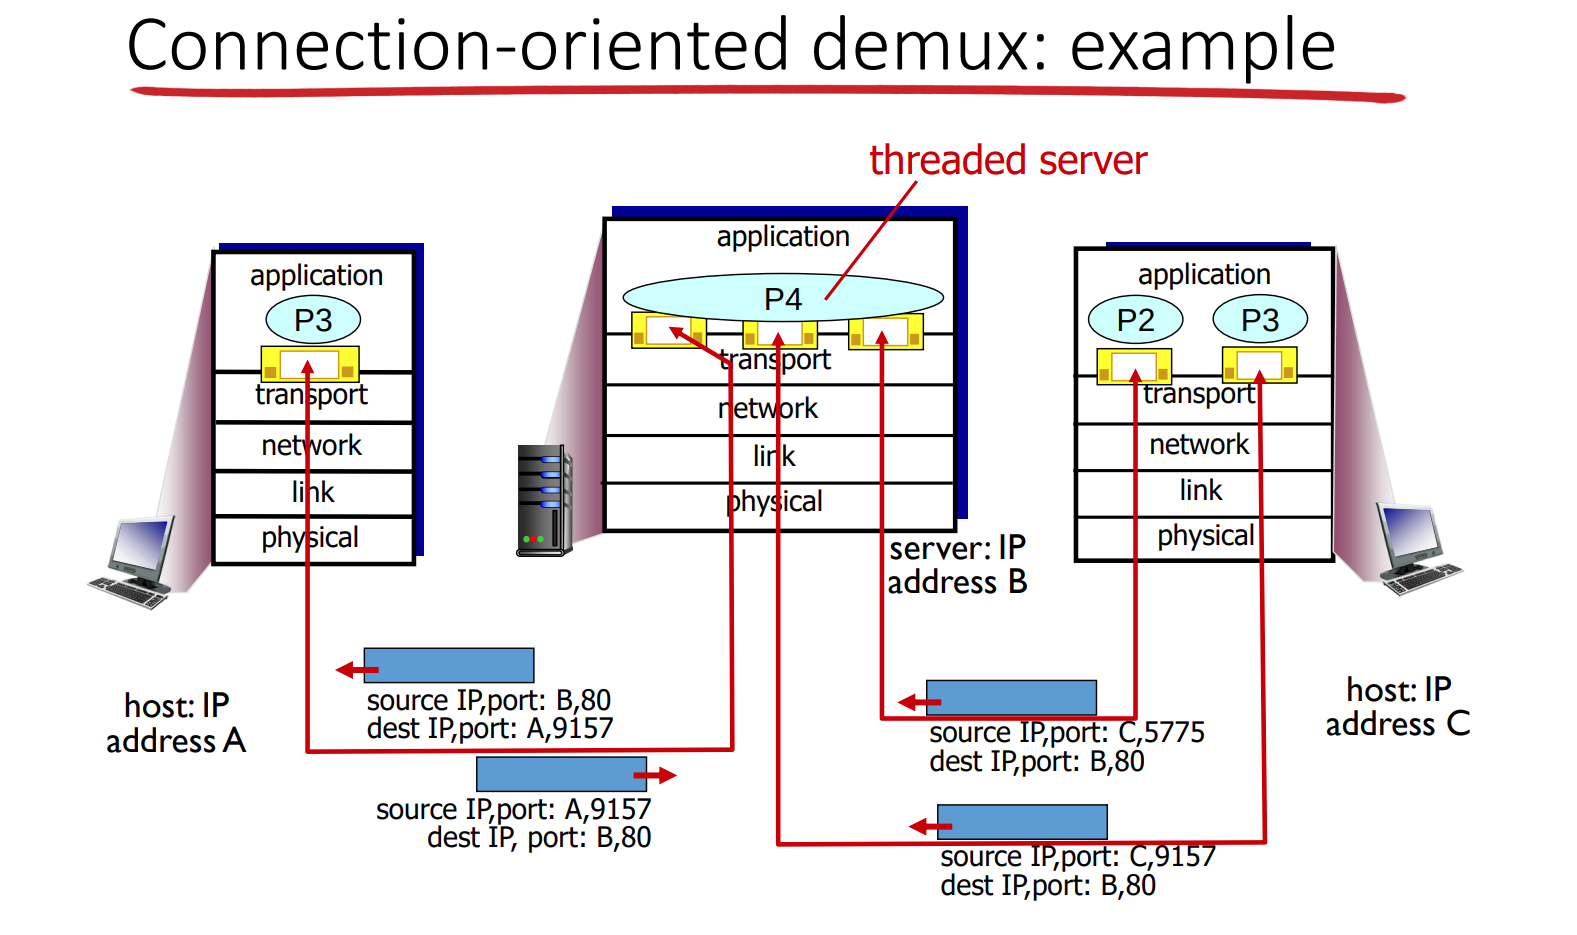 Connection-oriented demux: example
threaded server
application
P3
transport
network
link
physical
application
P4
transport
network
link
physical
application
P2
P3
transport
network
link
physical
server: IP
address B
host: IP
address A
source IP,port: B,80
dest IP,port: A,9157
source IP,port: A,9157
dest IP, port: B,80
source IP,port: C,5775
dest IP,port: B,80
source IP,port: C,9157
dest IP,port: B,80
host: IP
address C